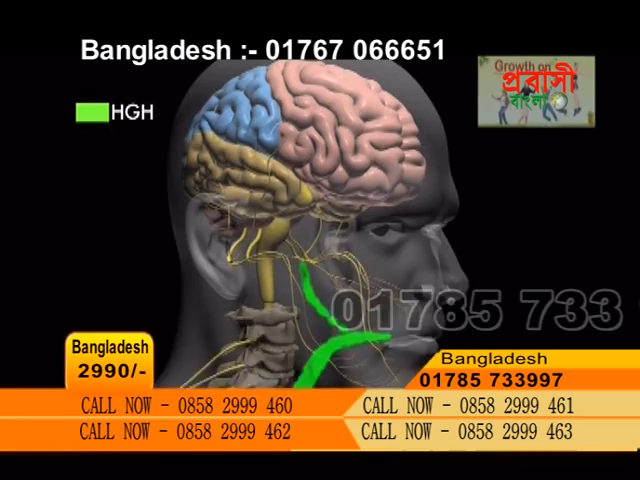 Bangladesh :- 01767 066651
Growth on
প্রবাসী
বাংলা
HGH
01785 733
Bangladesh
2990/-
Bangladesh
01785 733997
CALL NOW - 0858 2999 460
CALL NOW - 0858 2999 461
CALL NOW - 0858 2999 462
CALL NOW - 0858 2999 463